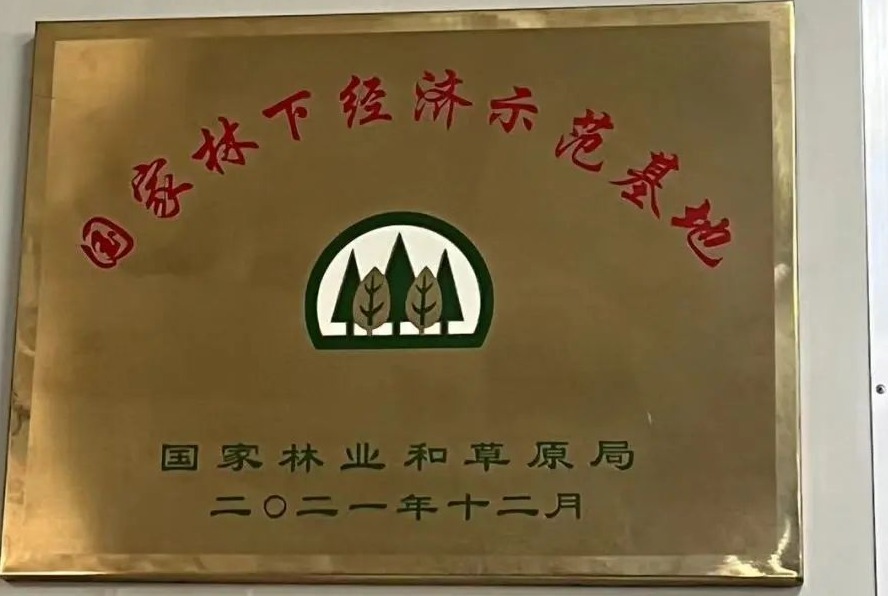 国家林下经济示范基地
国家林业和草原局
二〇二一年十二月